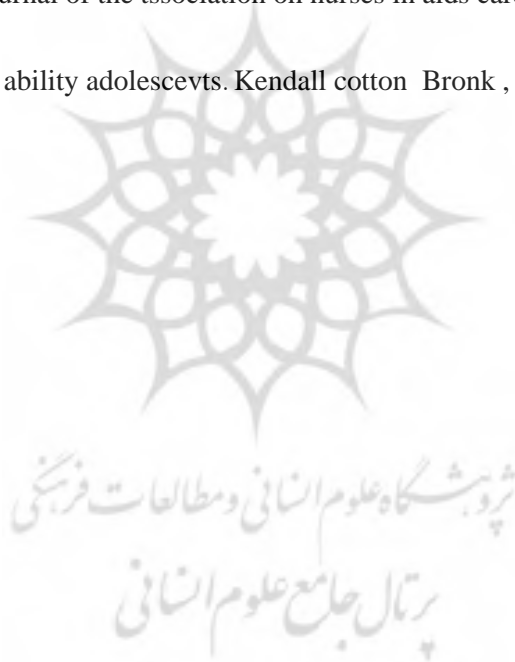 urnal of the tssociation on nurses in aids care
ability adolescevts. Kendall cotton Bronk ,
پژوهشگاه علوم انسانی و مطالعات فرهنگی
پرتال جامع علوم انسانی